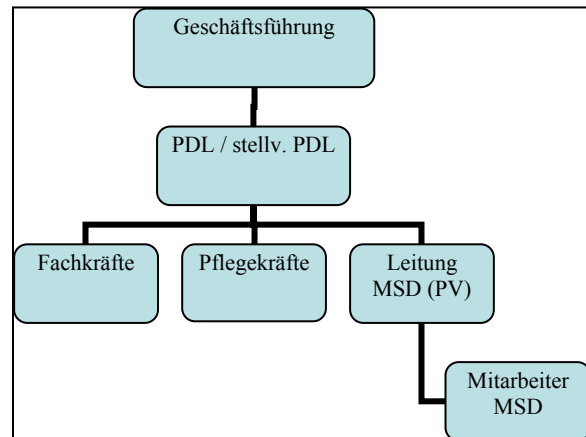 Geschäftsführung
PDL / stellv. PDL
Fachkräfte
Pflegekräfte
Leitung
MSD (PV)
Mitarbeiter
MSD